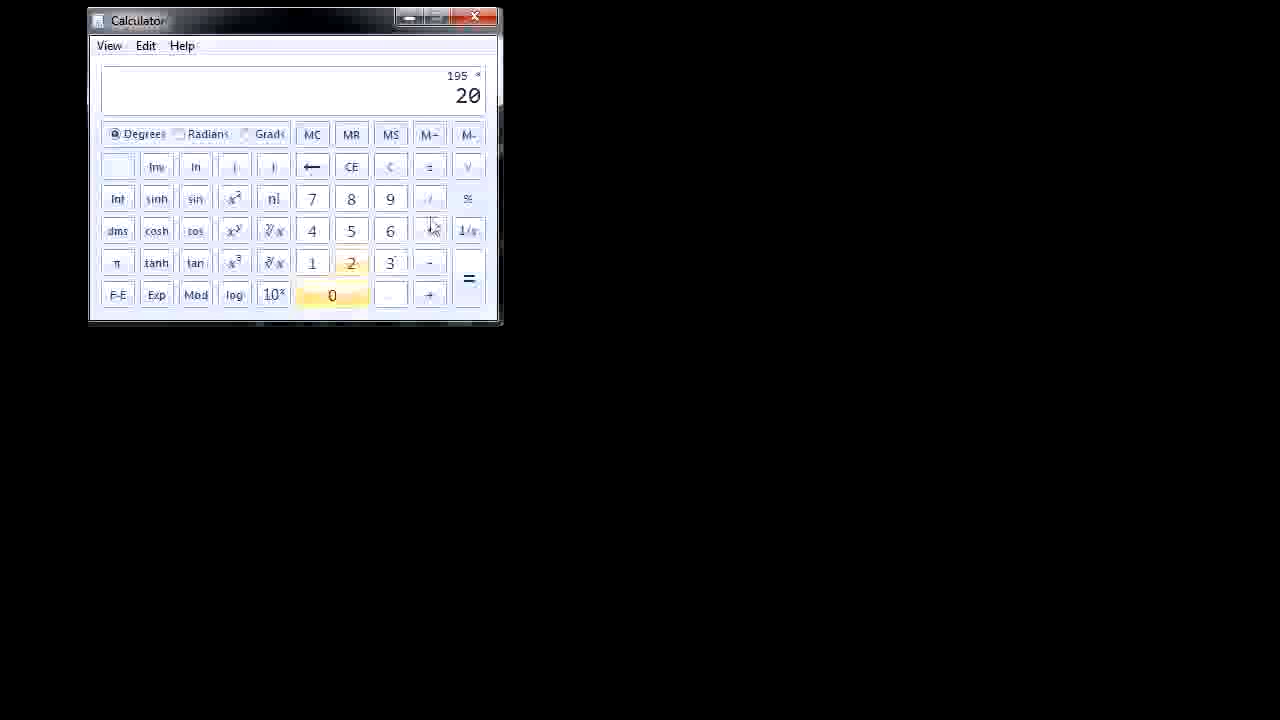 Calculator
View Edit Help
195 *
20
Degrees Radians Grads MC MR MS M+ M-
Inv ln ( ) ← CE C ± √
Int sinh sin x² n! 7 8 9 / %
dms cosh cos xʸ ʸ√x 4 5 6 1/x
π tanh tan x³ ³√x 1 2 3 -
F-E Exp Mod log 10ˣ 0 . +
=